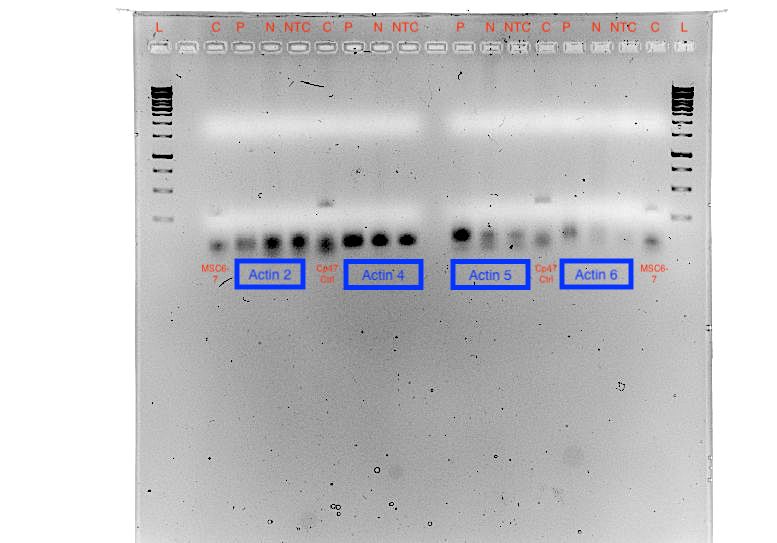 L C P N NTC C P N NTC P N NTC C P N NTC C L
MSC6-
7
Actin 2
Cp47
Ctrl
Actin 4
Actin 5
Cp47
Ctrl
Actin 6
MSC6-
7